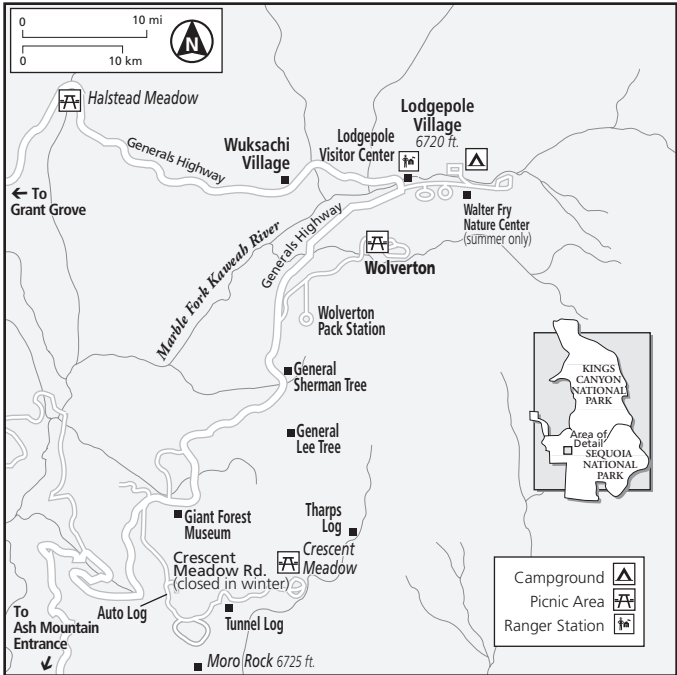 0 10 mi
0 10 km
N
Halstead Meadow
Generals Highway
Wuksachi
Village
Lodgepole
Visitor Center
Lodgepole
Village
6720 ft.
← To
Grant Grove
Walter Fry
Nature Center
(summer only)
Generals Highway
Marble Fork Kaweah River
Wolverton
Wolverton
Pack Station
General
Sherman Tree
General
Lee Tree
KINGS
CANYON
NATIONAL
PARK
Area of
Detail
SEQUOIA
NATIONAL
PARK
Giant Forest
Museum
Tharps
Log
Crescent
Meadow
Crescent
Meadow Rd.
(closed in winter)
Auto Log
Tunnel Log
To
Ash Mountain
Entrance
Moro Rock 6725 ft.
Campground
Picnic Area
Ranger Station